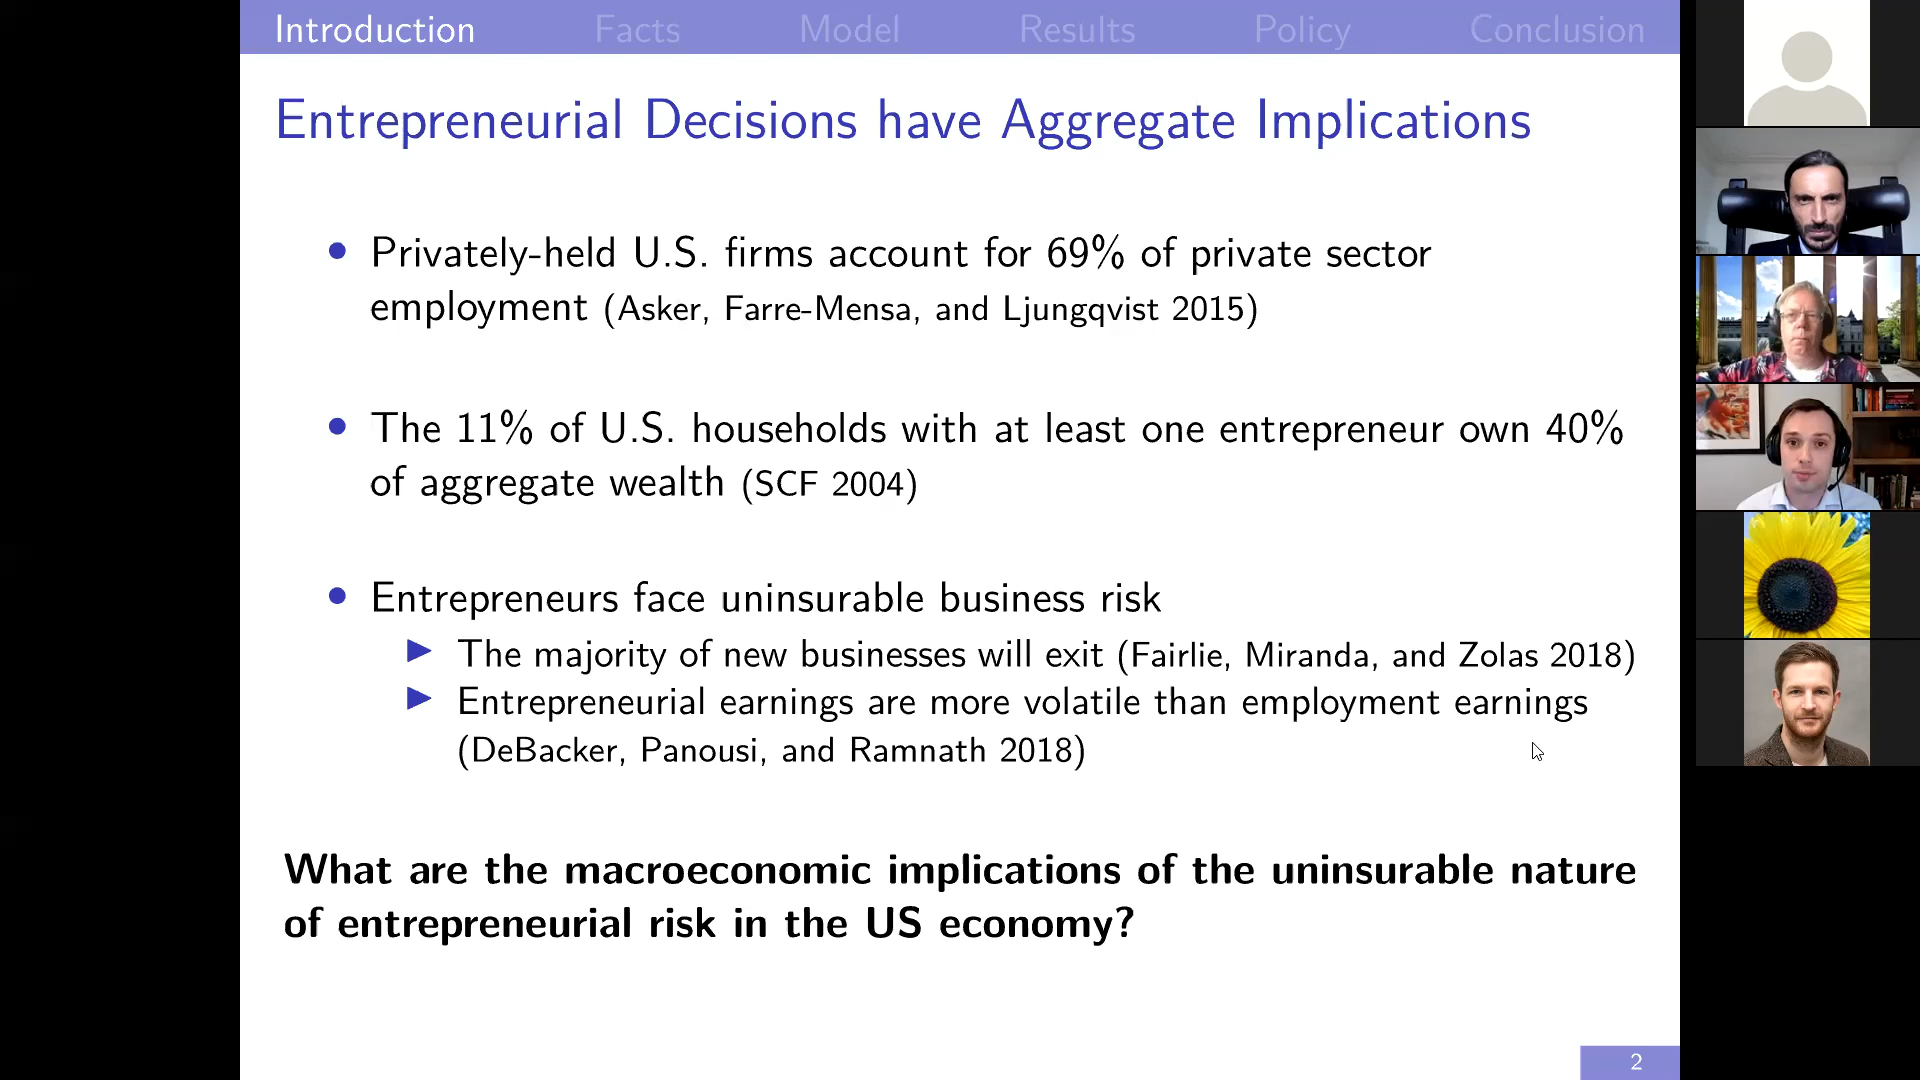 Introduction Facts Model Results Policy Conclusion
Entrepreneurial Decisions have Aggregate Implications
• Privately-held U.S. firms account for 69% of private sector
employment (Asker, Farre-Mensa, and Ljungqvist 2015)
• The 11% of U.S. households with at least one entrepreneur own 40%
of aggregate wealth (SCF 2004)
• Entrepreneurs face uninsurable business risk
▶ The majority of new businesses will exit (Fairlie, Miranda, and Zolas 2018)
▶ Entrepreneurial earnings are more volatile than employment earnings
(DeBacker, Panousi, and Ramnath 2018)
What are the macroeconomic implications of the uninsurable nature
of entrepreneurial risk in the US economy?
2